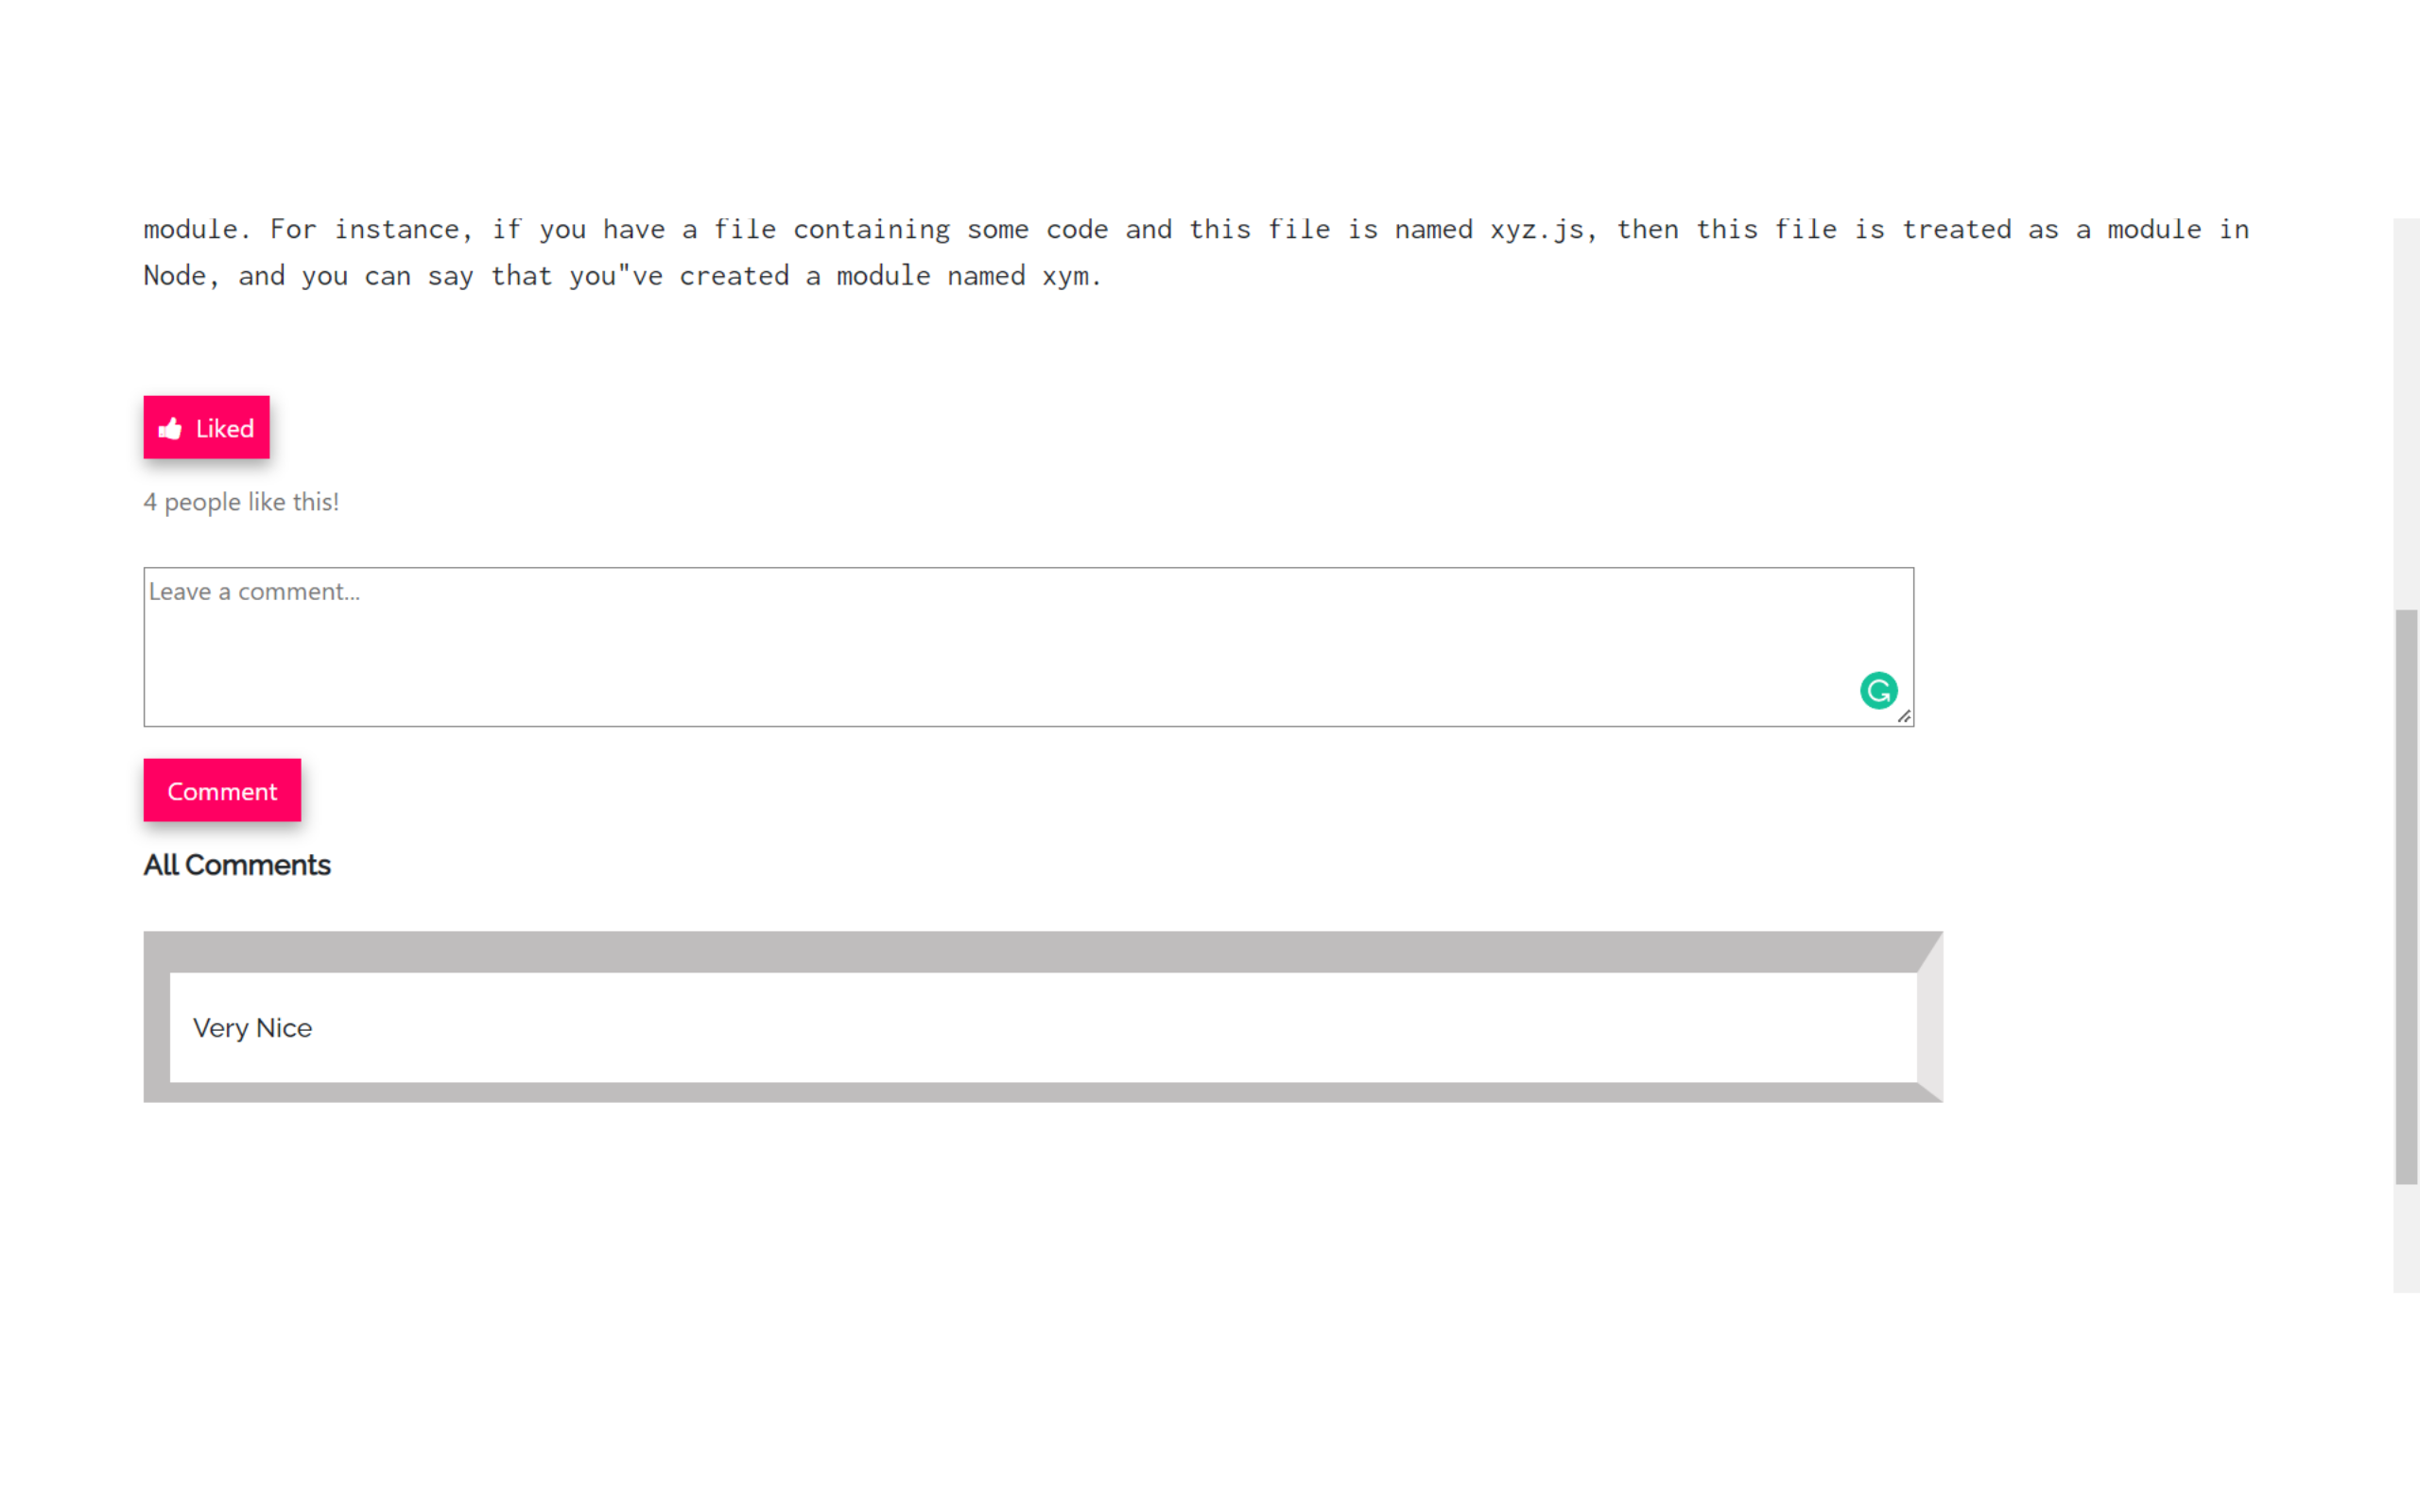 module. For instance, if you have a file containing some code and this file is named xyz.js, then this file is treated as a module in
Node, and you can say that you"ve created a module named xym.
Liked
4 people like this!
Leave a comment...
Comment
All Comments
Very Nice